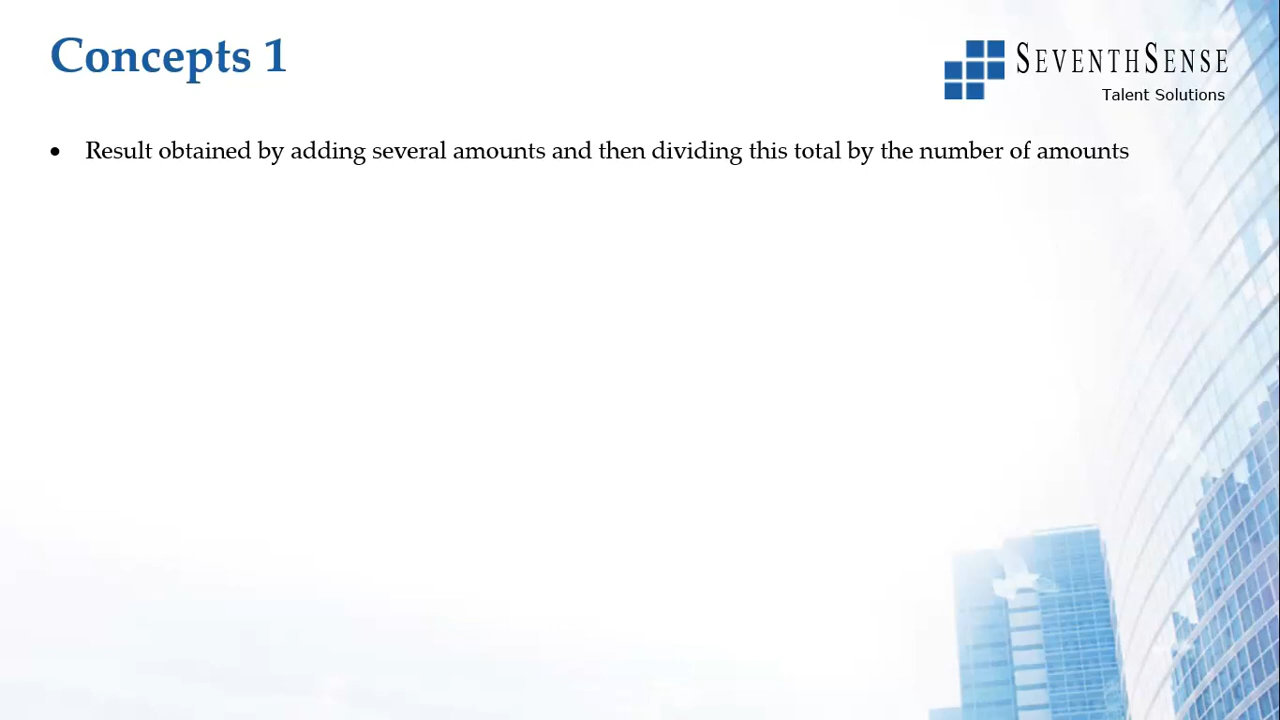 Concepts 1
SEVENTHSENSE
Talent Solutions
• Result obtained by adding several amounts and then dividing this total by the number of amounts